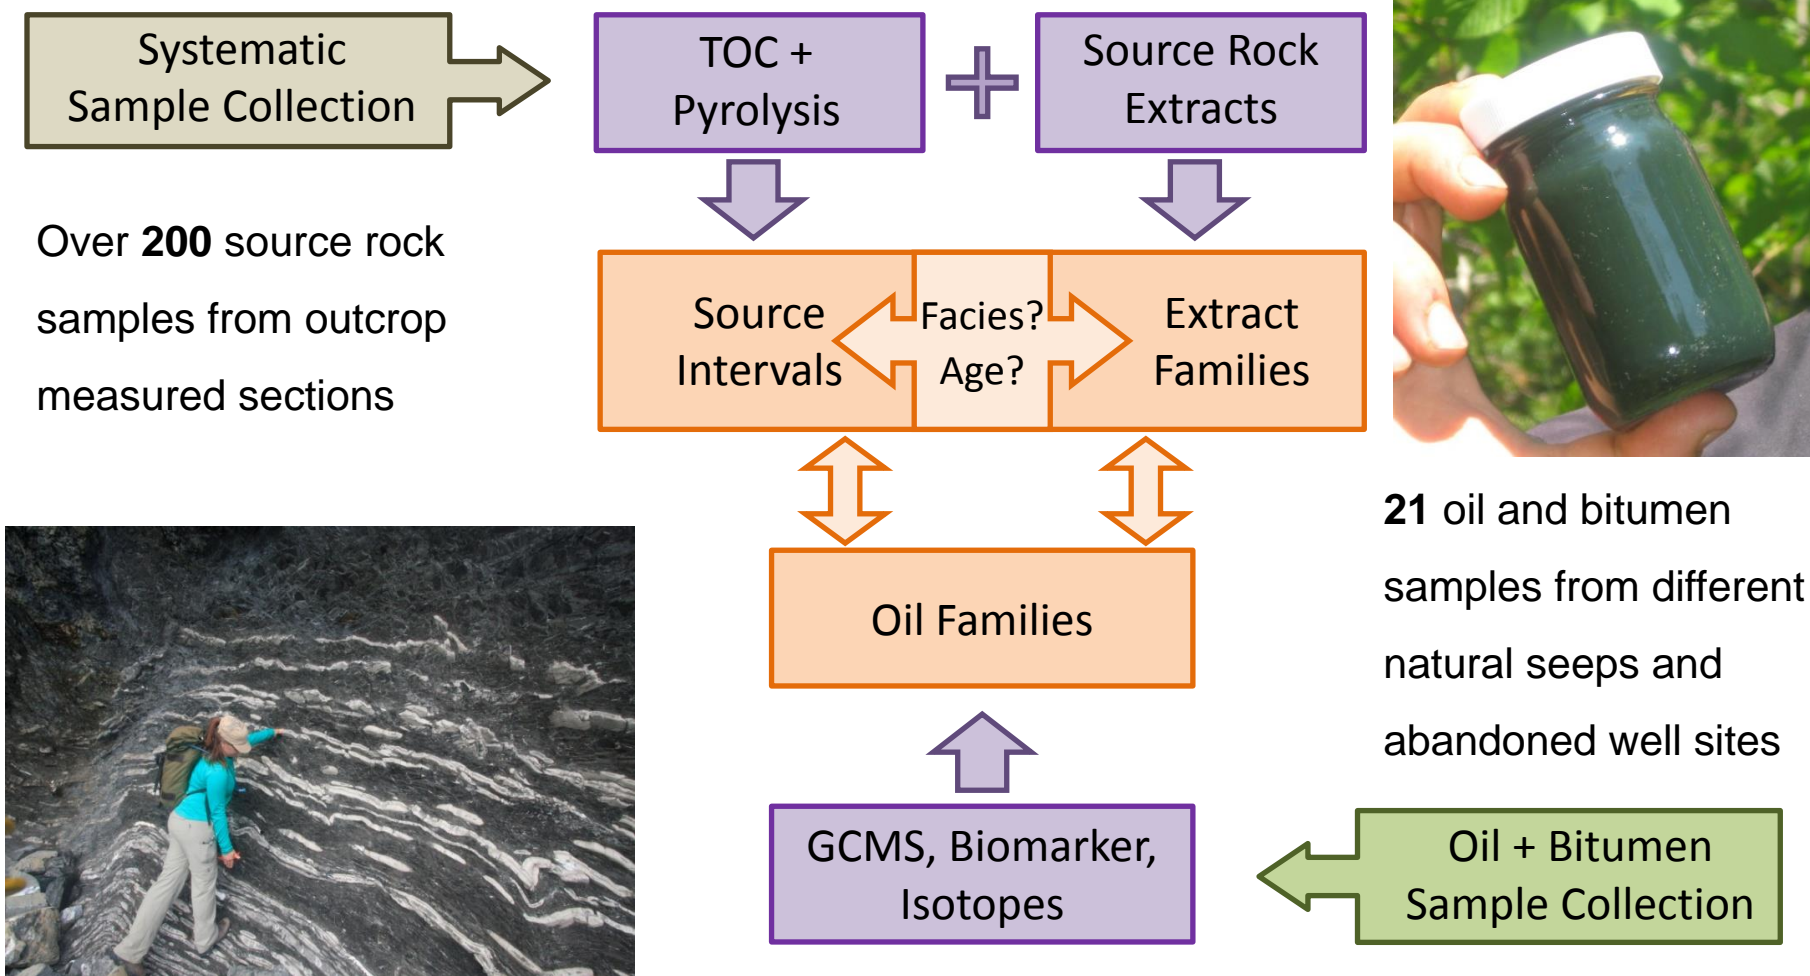 Systematic
Sample Collection
TOC +
Pyrolysis
Source Rock
Extracts
Over 200 source rock
samples from outcrop
measured sections
Source
Intervals
Facies?
Age?
Extract
Families
Oil Families
21 oil and bitumen
samples from different
natural seeps and
abandoned well sites
GCMS, Biomarker,
Isotopes
Oil + Bitumen
Sample Collection